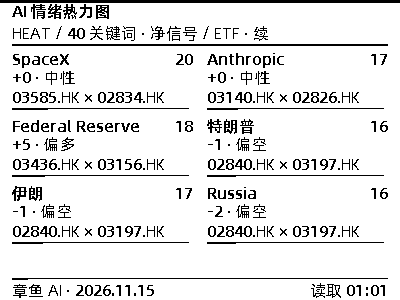 AI 情绪热力图
HEAT / 40 关键词 · 净信号 / ETF · 续
SpaceX 20
+0 · 中性
03585.HK × 02834.HK
Anthropic 17
+0 · 中性
03140.HK × 02826.HK
Federal Reserve 18
+5 · 偏多
03436.HK × 03156.HK
特朗普 16
-1 · 偏空
02840.HK × 03197.HK
伊朗 17
-1 · 偏空
02840.HK × 03197.HK
Russia 16
-2 · 偏空
02840.HK × 03197.HK
章鱼 AI · 2026.11.15 读取 01:01